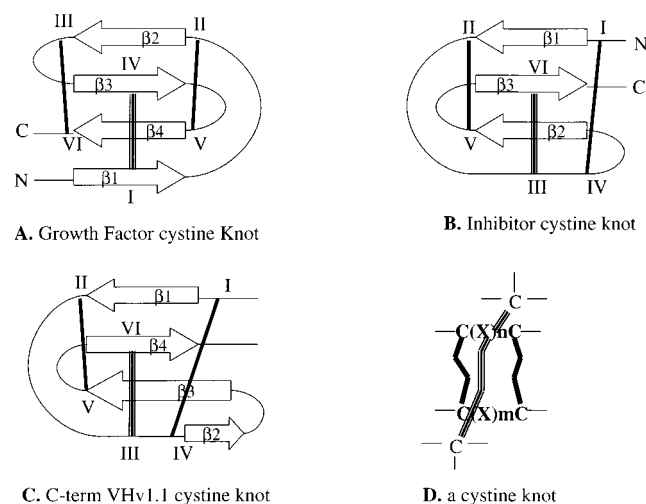 III
II
β2
IV
β3
C
β4
VI
V
N
β1
I
A. Growth Factor cystine Knot
II
I
β1
N
VI
β3
C
β2
V
III
IV
B. Inhibitor cystine knot
II
I
β1
VI
β4
V
β3
β2
III
IV
C. C-term VHv1.1 cystine knot
C
C(X)nC
C(X)mC
C
D. a cystine knot